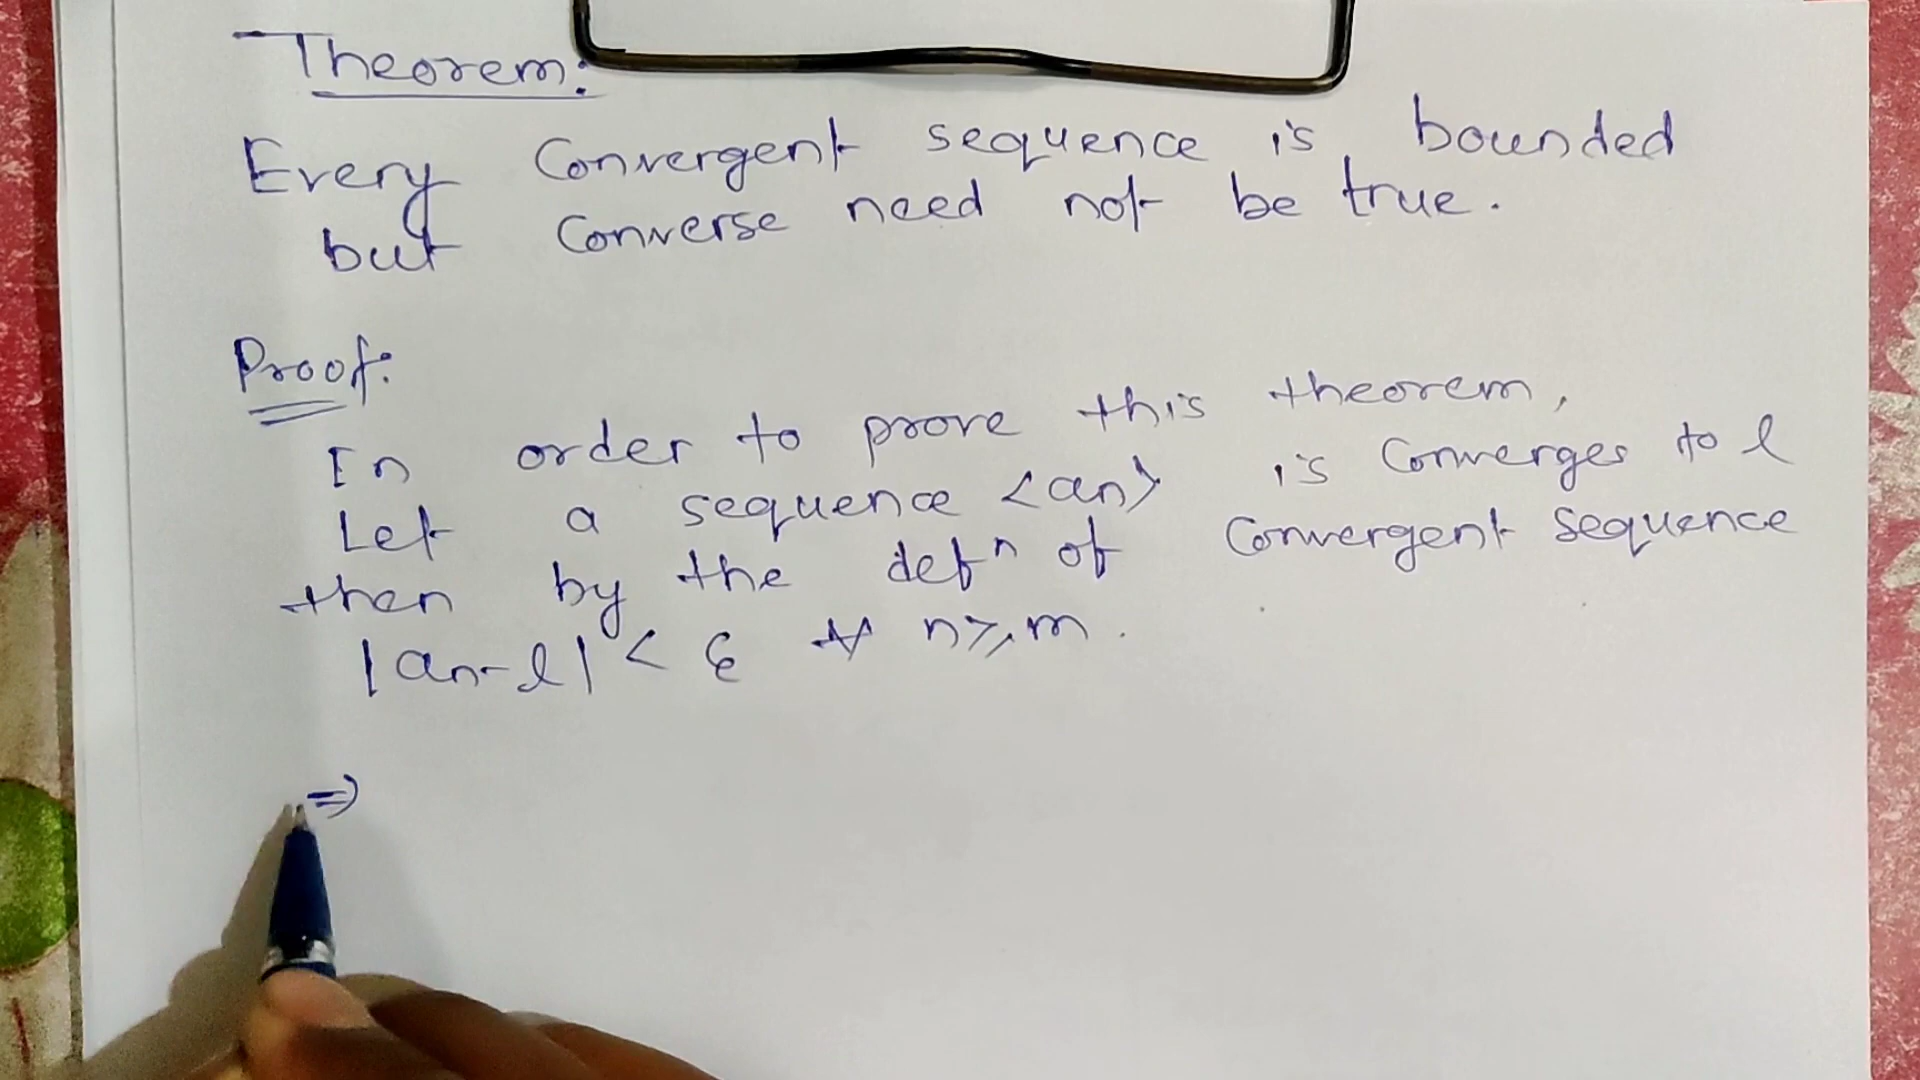 Theorem:
Every Convergent sequence is bounded
but Converse need not be true.
Proof:
In order to prove this theorem,
Let a sequence <an> is Converges to l
then by the defⁿ of Convergent Sequence
|an-l| < ε ∀ n≥m.
⇒